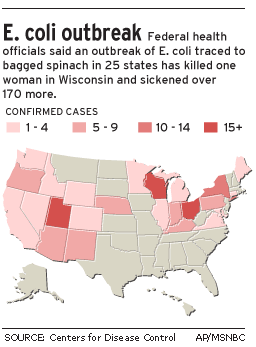 E. coli outbreak Federal health
officials said an outbreak of E. coli traced to
bagged spinach in 25 states has killed one
woman in Wisconsin and sickened over
170 more.
CONFIRMED CASES
1 - 4 5 - 9 10 - 14 15+
SOURCE: Centers for Disease Control AP/MSNBC